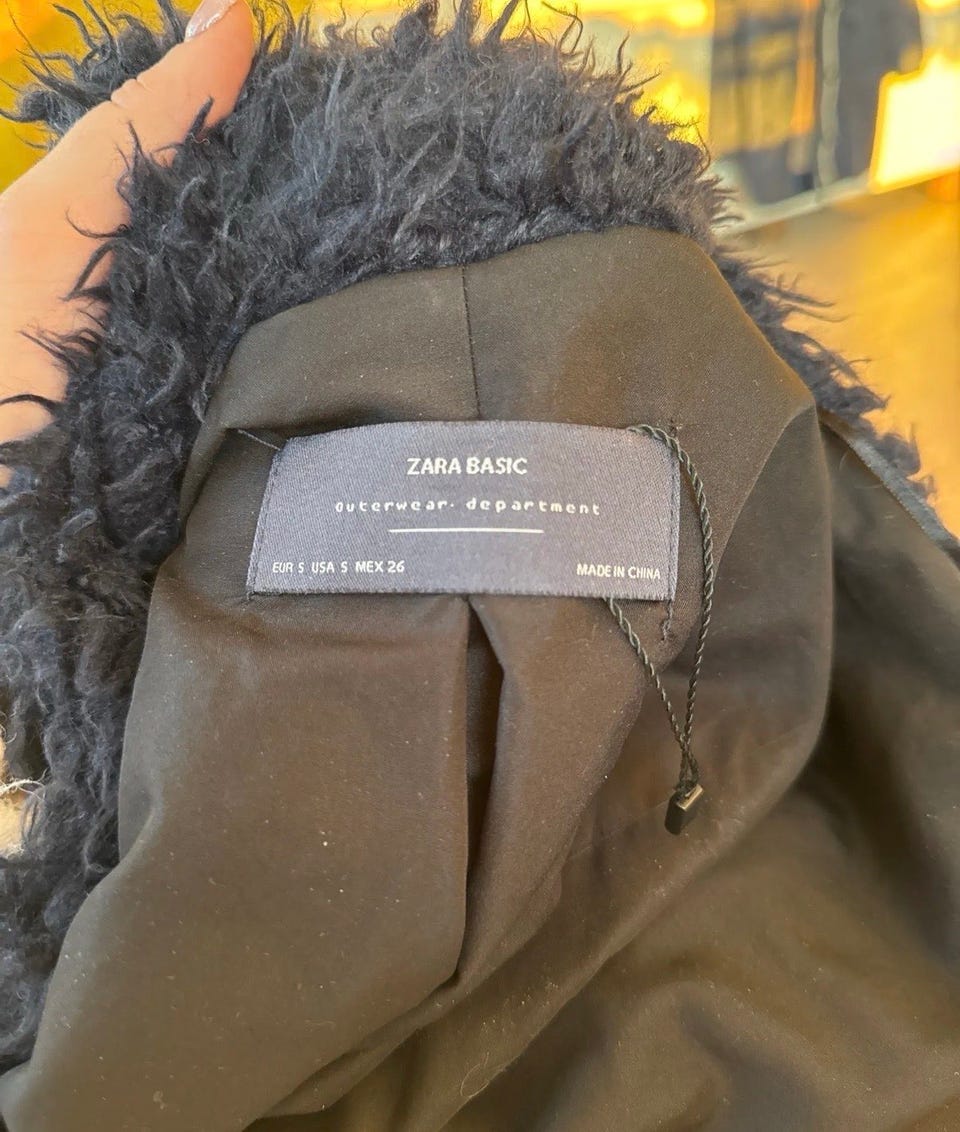 ZARA BASIC
outerwear. department
EUR S USA S MEX 26
MADE IN CHINA